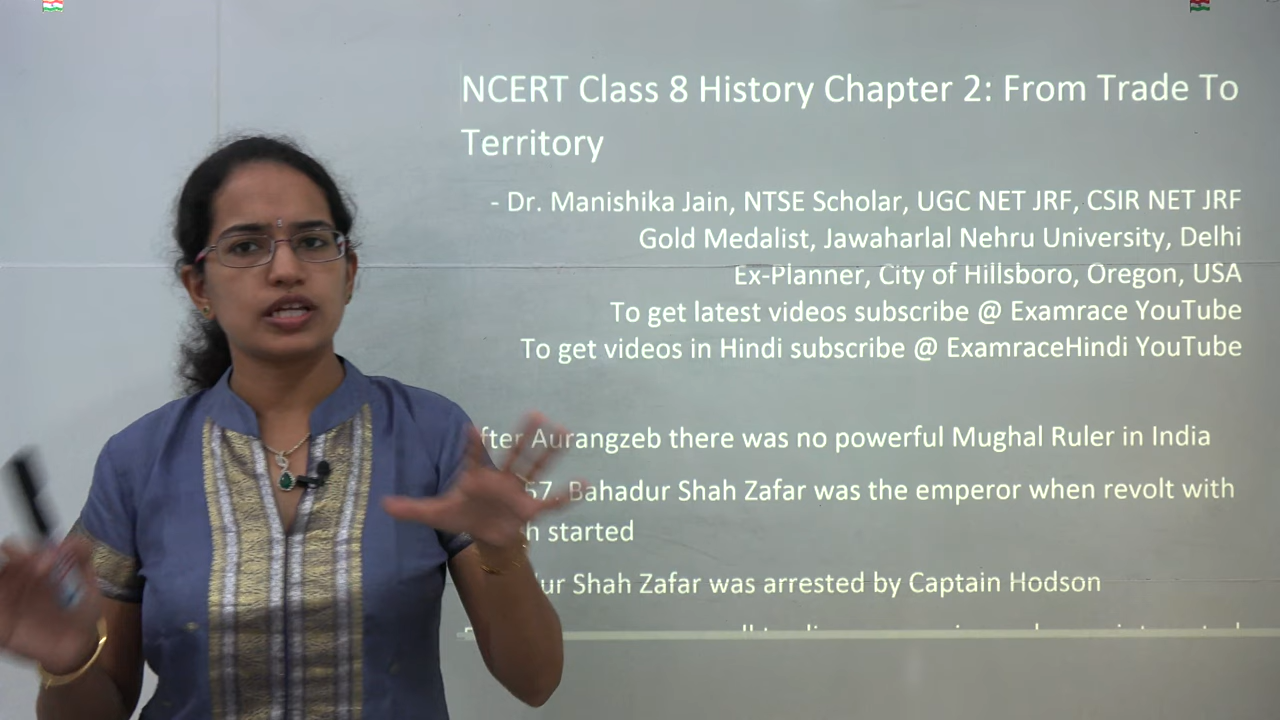 NCERT Class 8 History Chapter 2: From Trade To
Territory
- Dr. Manishika Jain, NTSE Scholar, UGC NET JRF, CSIR NET JRF
Gold Medalist, Jawaharlal Nehru University, Delhi
Ex-Planner, City of Hillsboro, Oregon, USA
To get latest videos subscribe @ Examrace YouTube
To get videos in Hindi subscribe @ ExamraceHindi YouTube
fter Aurangzeb there was no powerful Mughal Ruler in India
57. Bahadur Shah Zafar was the emperor when revolt with
h started
ur Shah Zafar was arrested by Captain Hodson